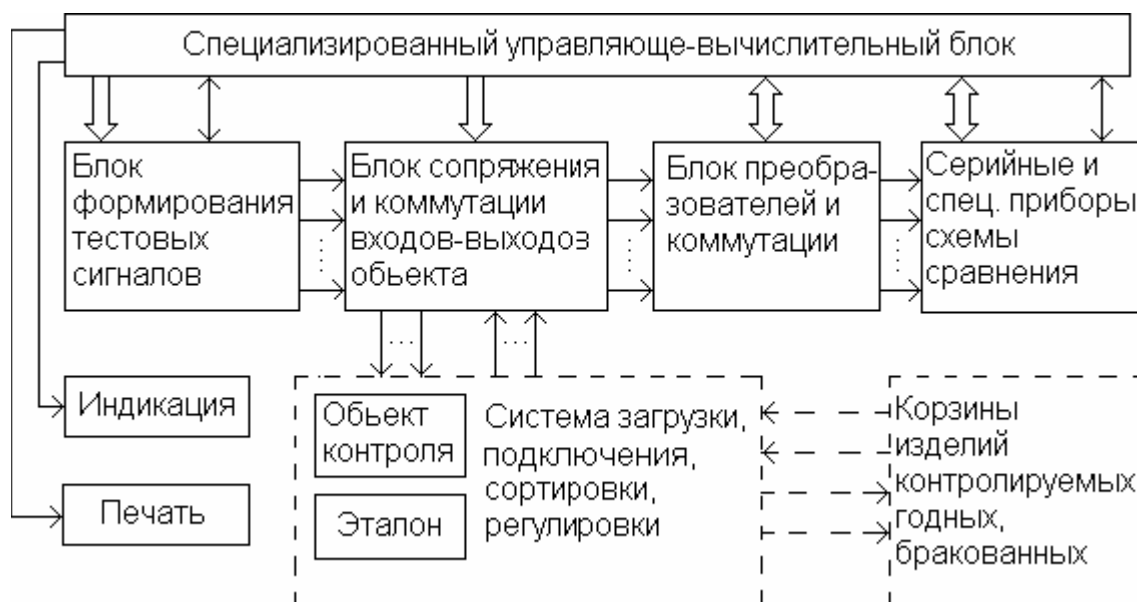 Специализированный управляюще-вычислительный блок
Блок
формирования
тестовых
сигналов
Блок сопряжения
и коммутации
входов-выходоз
обьекта
Блок преобра-
зователей и
коммутации
Серийные и
спец. приборы
схемы
сравнения
Индикация
Печать
Обьект
контроля
Эталон
Система загрузки,
подключения,
сортировки,
регулировки
Корзины
изделий
контролируемых
годных,
бракованных